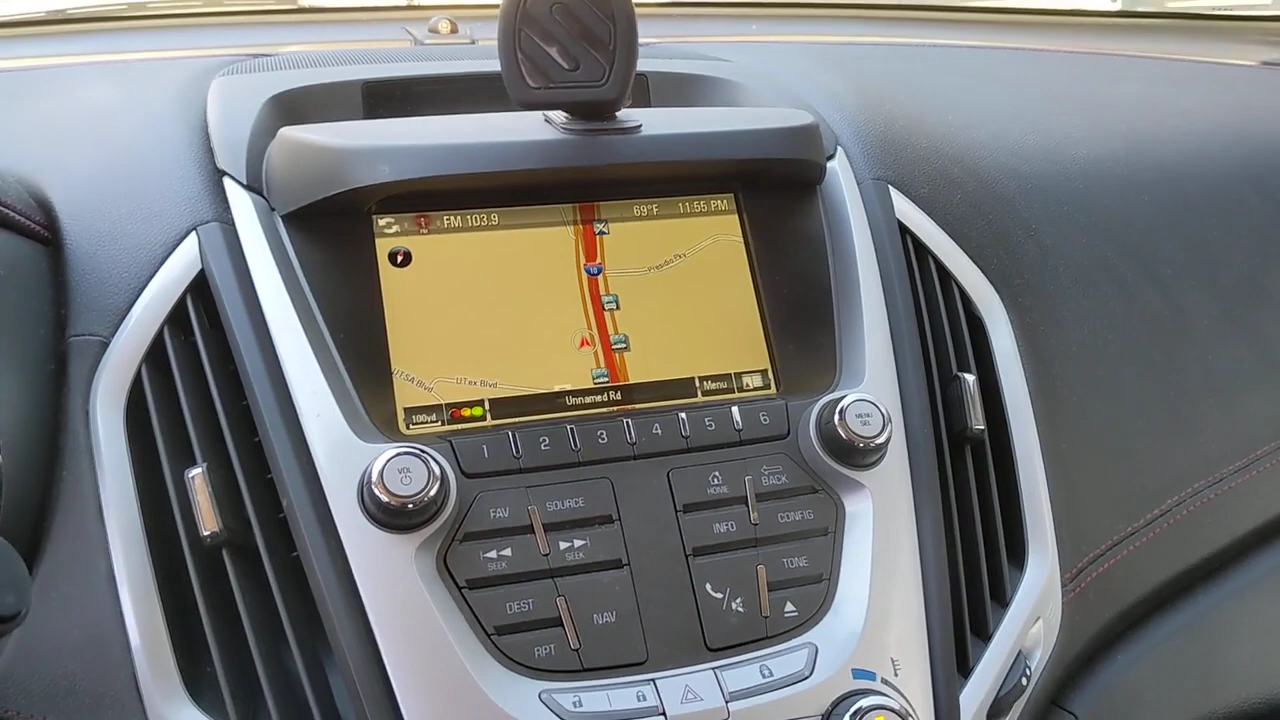 FM 103.9 69°F 11:55 PM
10
Presidio Pky
UTSA Blvd
UTex Blvd
100yd Unnamed Rd Menu
1 2 3 4 5 6
VOL
MENU
SEL
FAV SOURCE
SEEK SEEK
DEST NAV
RPT
HOME BACK
INFO CONFIG
TONE